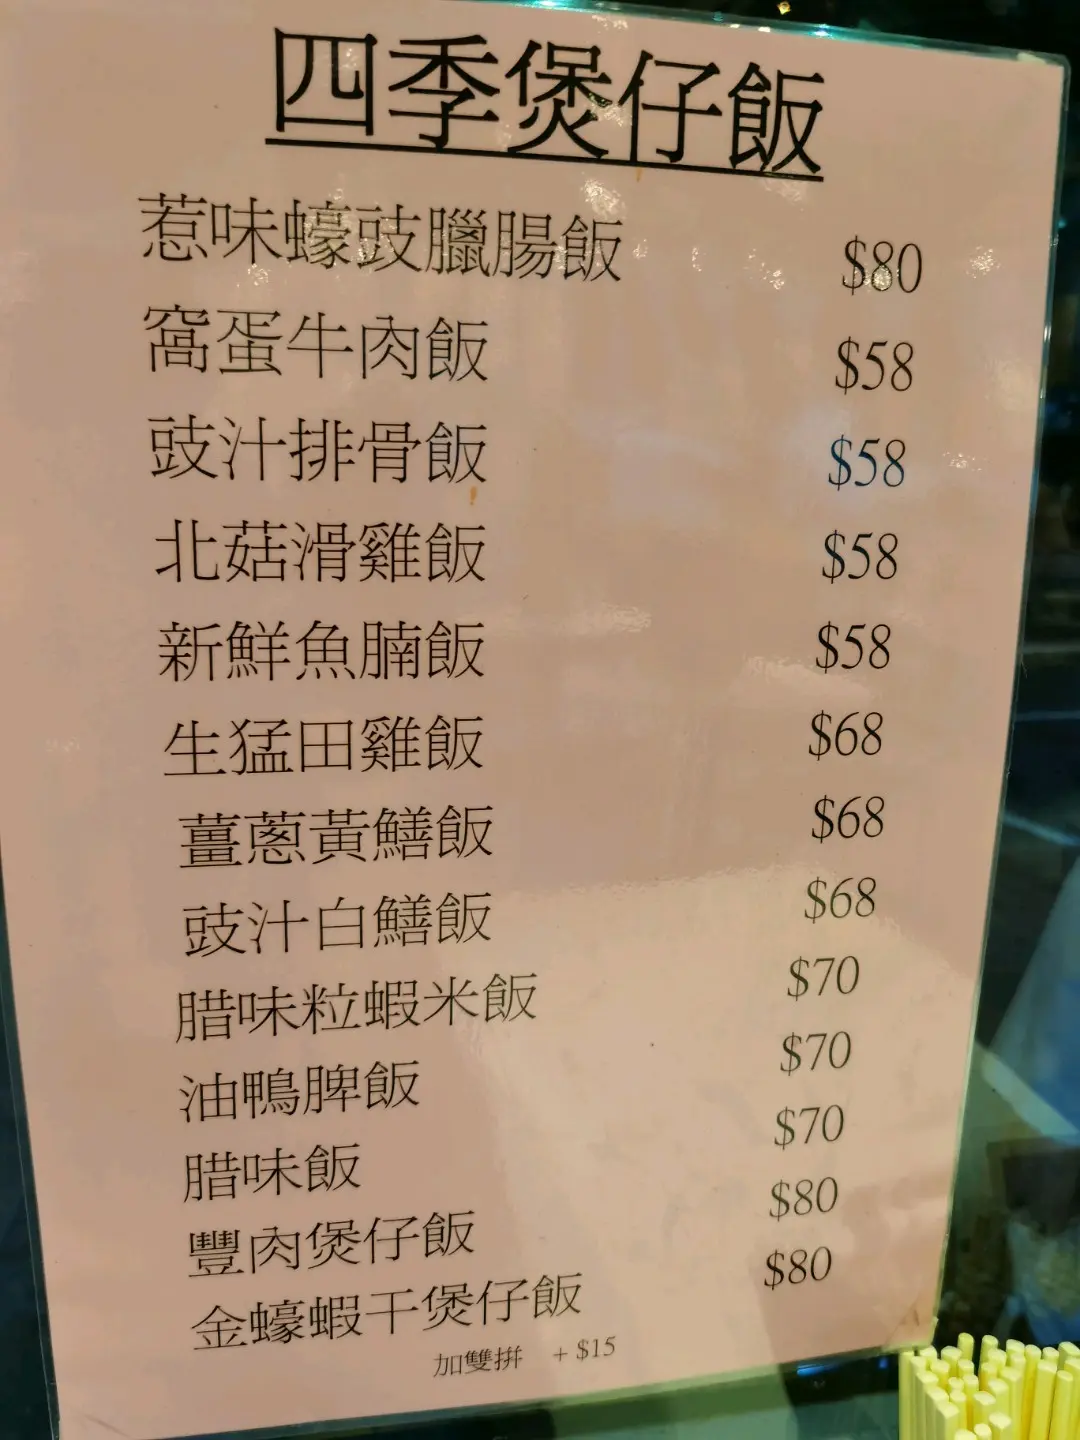 四季煲仔飯
惹味蠔豉臘腸飯 $80
窩蛋牛肉飯 $58
豉汁排骨飯 $58
北菇滑雞飯 $58
新鮮魚腩飯 $58
生猛田雞飯 $68
薑蔥黃鱔飯 $68
豉汁白鱔飯 $68
腊味粒蝦米飯 $70
油鴨脾飯 $70
腊味飯 $70
豐肉煲仔飯 $80
金蠔蝦干煲仔飯 $80
加雙拼 + $15